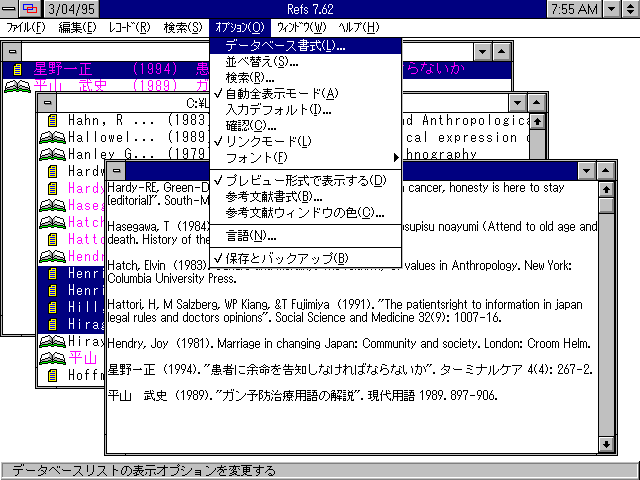 3/04/95 Refs 7.62 7:55 AM
ﾌｧｲﾙ(F) 編集(E) ﾚｺｰﾄﾞ(R) 検索(S) ｵﾌﾟｼｮﾝ(O) ｳｨﾝﾄﾞｳ(W) ﾍﾙﾌﾟ(H)
データベース書式(L)...
並べ替え(S)...
検索(R)...
自動全表示モード(A)
入力デフォルト(I)...
確認(C)...
リンクモード(L)
フォント(F)
プレビュー形式で表示する(D)
参考文献書式(B)...
参考文献ウィンドウの色(C)...
言語(N)...
保存とバックアップ(B)
星野一正 (1994) 患 らないか
平山 武史 (1989) ガ
C:¥L
Hahn, R ... (1983 nd Anthropologica
Hallowel... (1989 cal expression o
Hanley G... (1979 hnography
Hardw
Hardy
Haseg
Hatch
Hatto
Hendr
Henri
Henri
Hilli
Hirag
Hiray
平山
Hoffm
Hardy-RE, Green-D cancer, honesty is here to stay
[editorial]". South-M
Hasegawa, T (1984) osupisu noayumi (Attend to old age and
death. History of the
Hatch, Elvin (1983). values in Anthropology. New York:
Columbia University Press.
Hattori, H, M Salzberg, WP Kiang, &T Fujimiya (1991). "The patientsright to information in japan
legal rules and doctors opinions". Social Science and Medicine 32(9): 1007-16.
Hendry, Joy (1981). Marriage in changing Japan: Community and society. London: Croom Helm.
星野一正 (1994). "患者に余命を告知しなければならないか". ターミナルケア 4(4): 267-2.
平山 武史 (1989). "ガン予防治療用語の解説". 現代用語 1989. 897-906.
データベースリストの表示オプションを変更する